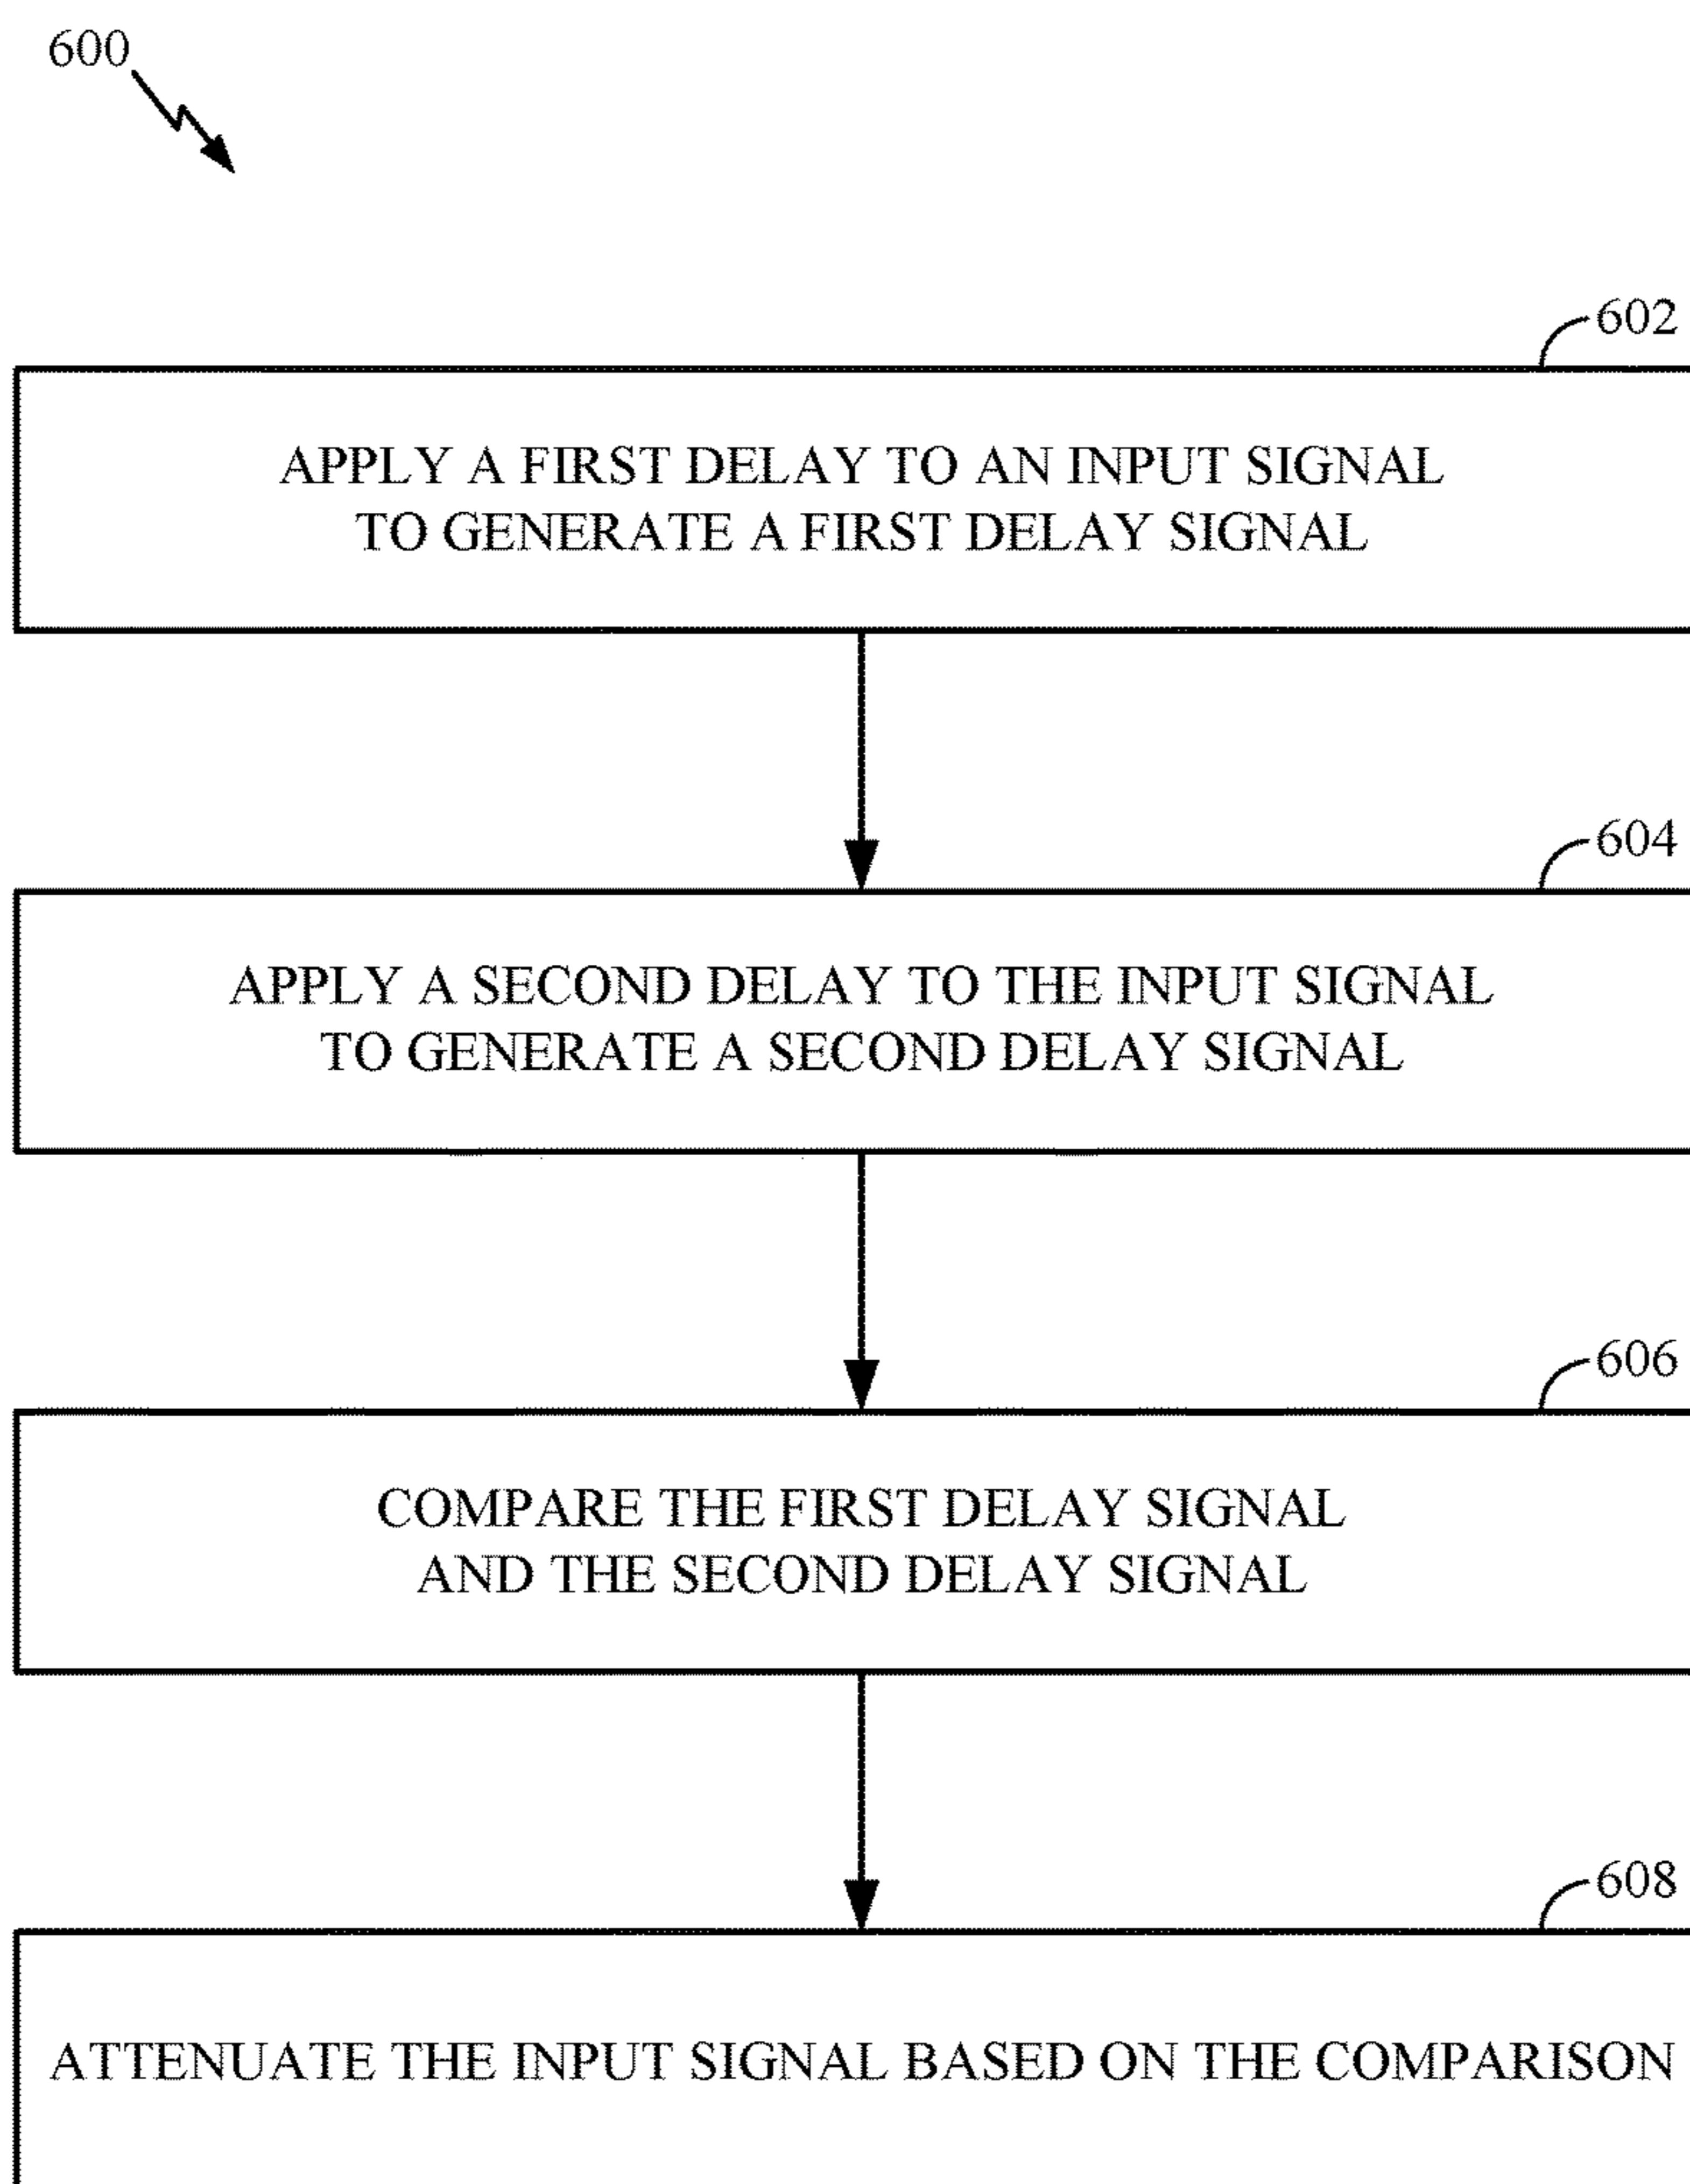 600
602
APPLY A FIRST DELAY TO AN INPUT SIGNAL
TO GENERATE A FIRST DELAY SIGNAL
604
APPLY A SECOND DELAY TO THE INPUT SIGNAL
TO GENERATE A SECOND DELAY SIGNAL
606
COMPARE THE FIRST DELAY SIGNAL
AND THE SECOND DELAY SIGNAL
608
ATTENUATE THE INPUT SIGNAL BASED ON THE COMPARISON